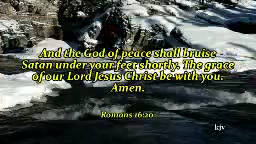 And the God of peace shall bruise
Satan under your feet shortly. The grace
of our Lord Jesus Christ be with you.
Amen.
Romans 16:20
kjv